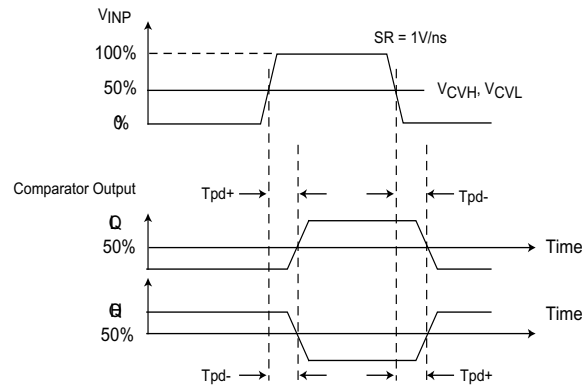 VINP
SR = 1V/ns
100%
50%
VCVH, VCVL
0%
Comparator Output
Tpd+
Tpd-
50%
Time
Time
50%
Tpd-
Tpd+